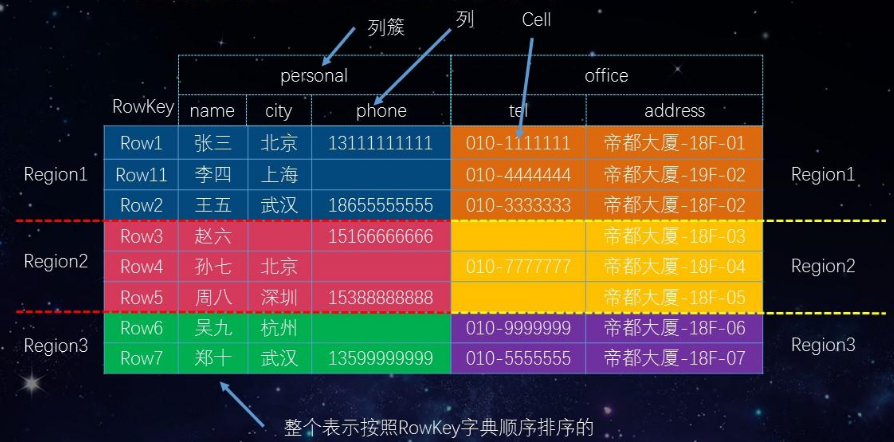 列簇 列 Cell
personal office
RowKey name city phone tel address
Row1 张三 北京 13111111111 010-1111111 帝都大厦-18F-01
Region1 Row11 李四 上海 010-4444444 帝都大厦-19F-02 Region1
Row2 王五 武汉 18655555555 010-3333333 帝都大厦-18F-02
Row3 赵六 15166666666 帝都大厦-18F-03
Region2 Row4 孙七 北京 010-7777777 帝都大厦-18F-04 Region2
Row5 周八 深圳 15388888888 帝都大厦-18F-05
Row6 吴九 杭州 010-9999999 帝都大厦-18F-06
Region3 Row7 郑十 武汉 13599999999 010-5555555 帝都大厦-18F-07 Region3
整个表示按照RowKey字典顺序排序的